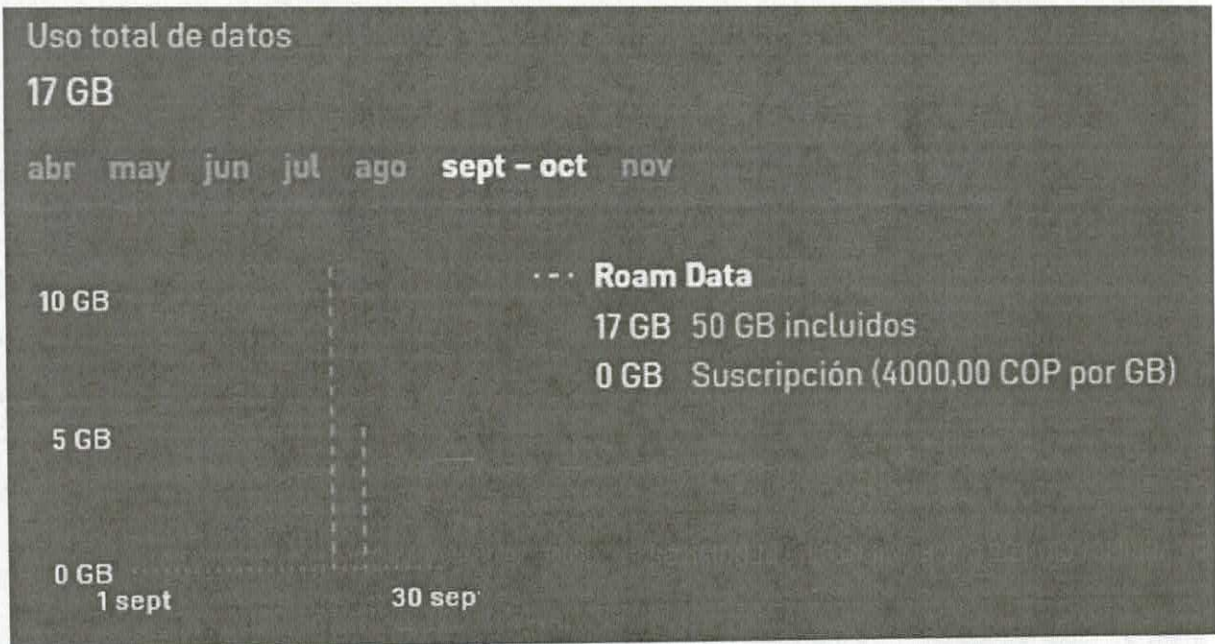 Uso total de datos
17 GB
abr may jun jul ago sept – oct nov
Roam Data
10 GB
17 GB 50 GB incluidos
0 GB Suscripción (4000,00 COP por GB)
5 GB
0 GB
1 sept 30 sep